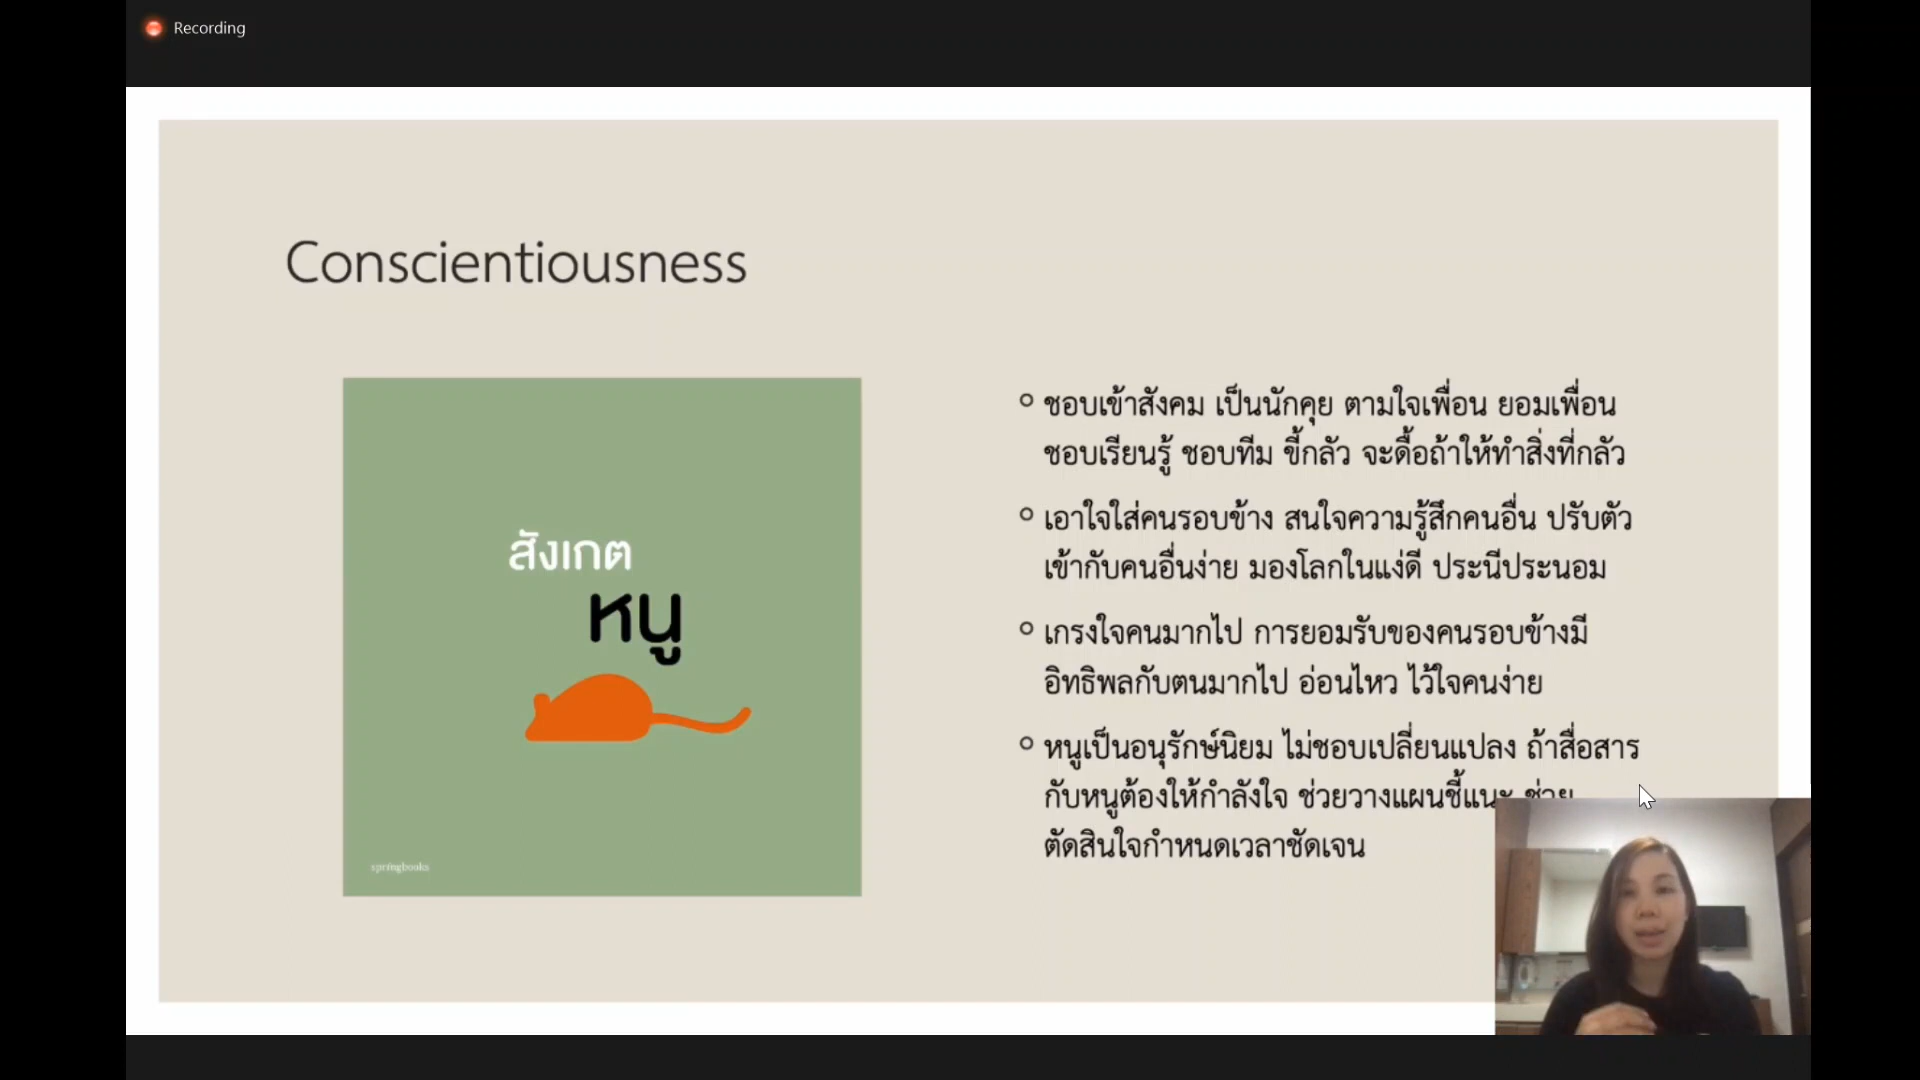 Recording
Conscientiousness
สังเกต
หนู
springbooks
ชอบเข้าสังคม เป็นนักคุย ตามใจเพื่อน ยอมเพื่อน
ชอบเรียนรู้ ชอบทีม ขี้กลัว จะดื้อถ้าให้ทำสิ่งที่กลัว
เอาใจใส่คนรอบข้าง สนใจความรู้สึกคนอื่น ปรับตัว
เข้ากับคนอื่นง่าย มองโลกในแง่ดี ประนีประนอม
เกรงใจคนมากไป การยอมรับของคนรอบข้างมี
อิทธิพลกับตนมากไป อ่อนไหว ไว้ใจคนง่าย
หนูเป็นอนุรักษ์นิยม ไม่ชอบเปลี่ยนแปลง ถ้าสื่อสาร
กับหนูต้องให้กำลังใจ ช่วยวางแผนชี้แนะ ช่วย
ตัดสินใจกำหนดเวลาชัดเจน